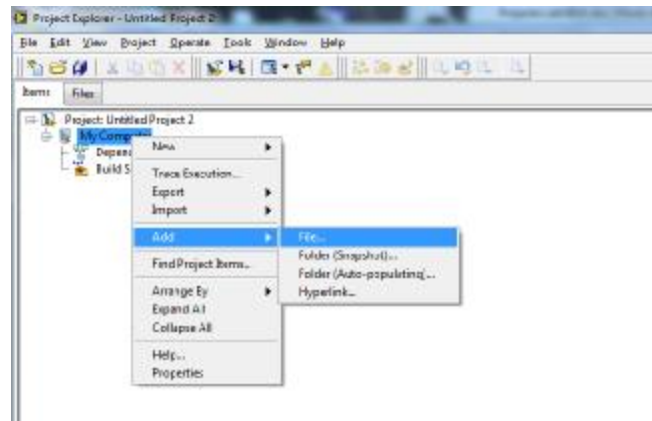 Project Explorer - Untitled Project 2
File Edit View Project Operate Tools Window Help
Items Files
Project: Untitled Project 2
My Computer
Depen
Build S
New
Trace Execution...
Export
Import
Add
Find Project Items...
Arrange By
Expand All
Collapse All
Help...
Properties
File...
Folder (Snapshot)...
Folder (Auto-populating)...
Hyperlink...